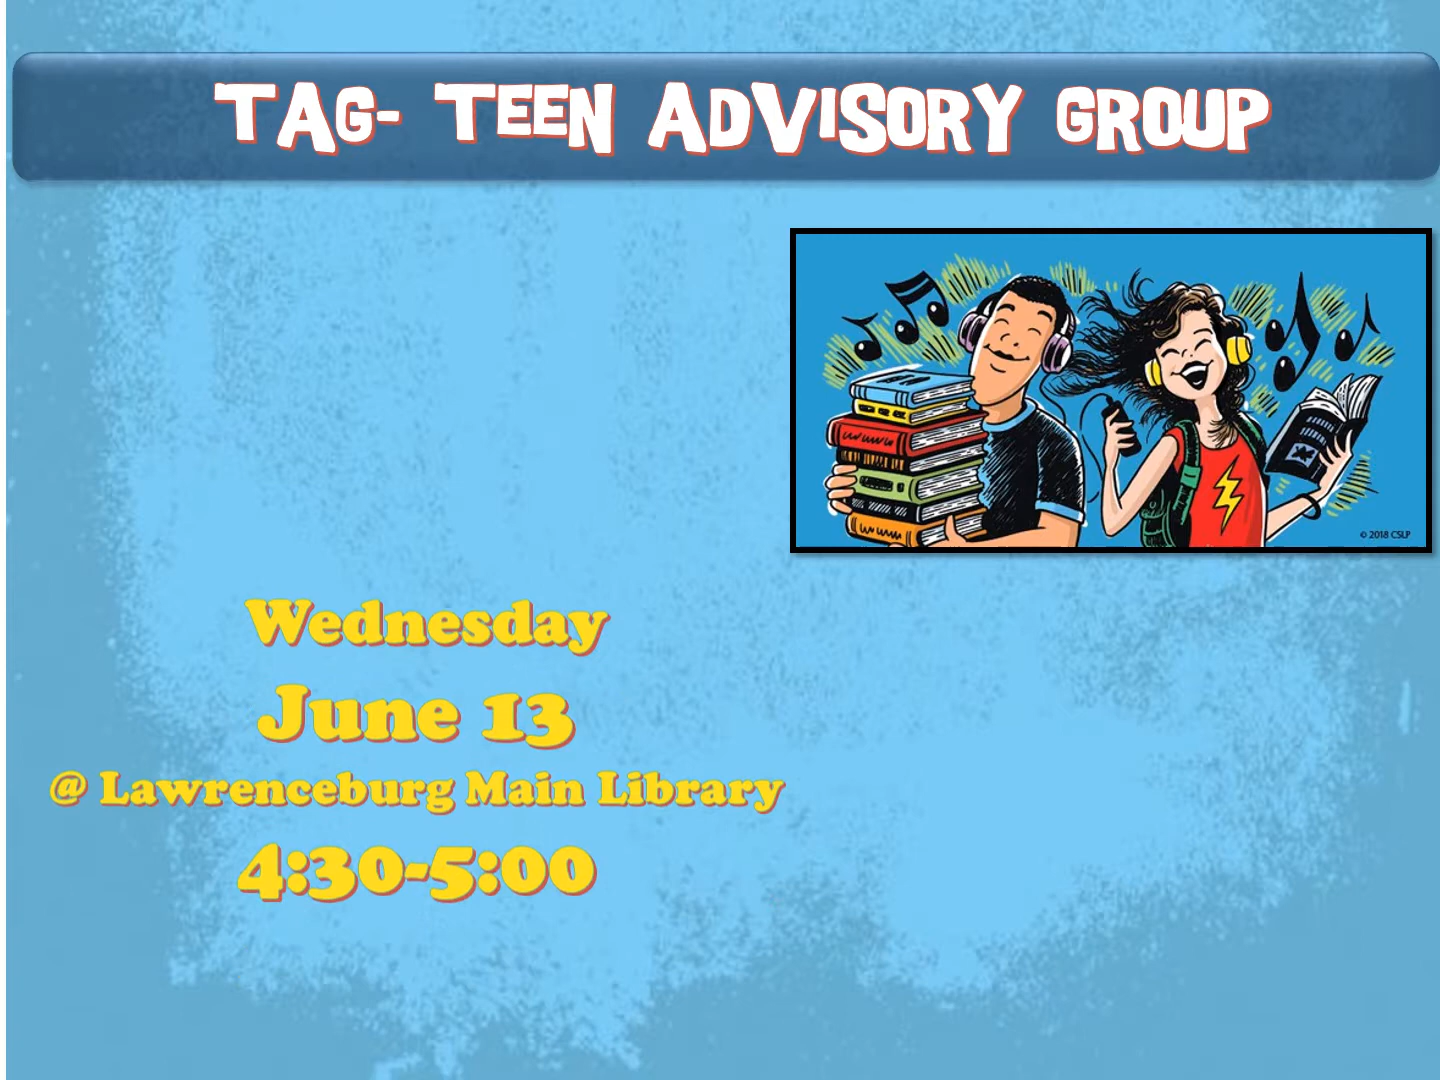 TAG- TEEN ADVISORY GROUP
© 2018 CSLP
Wednesday
June 13
@ Lawrenceburg Main Library
4:30-5:00